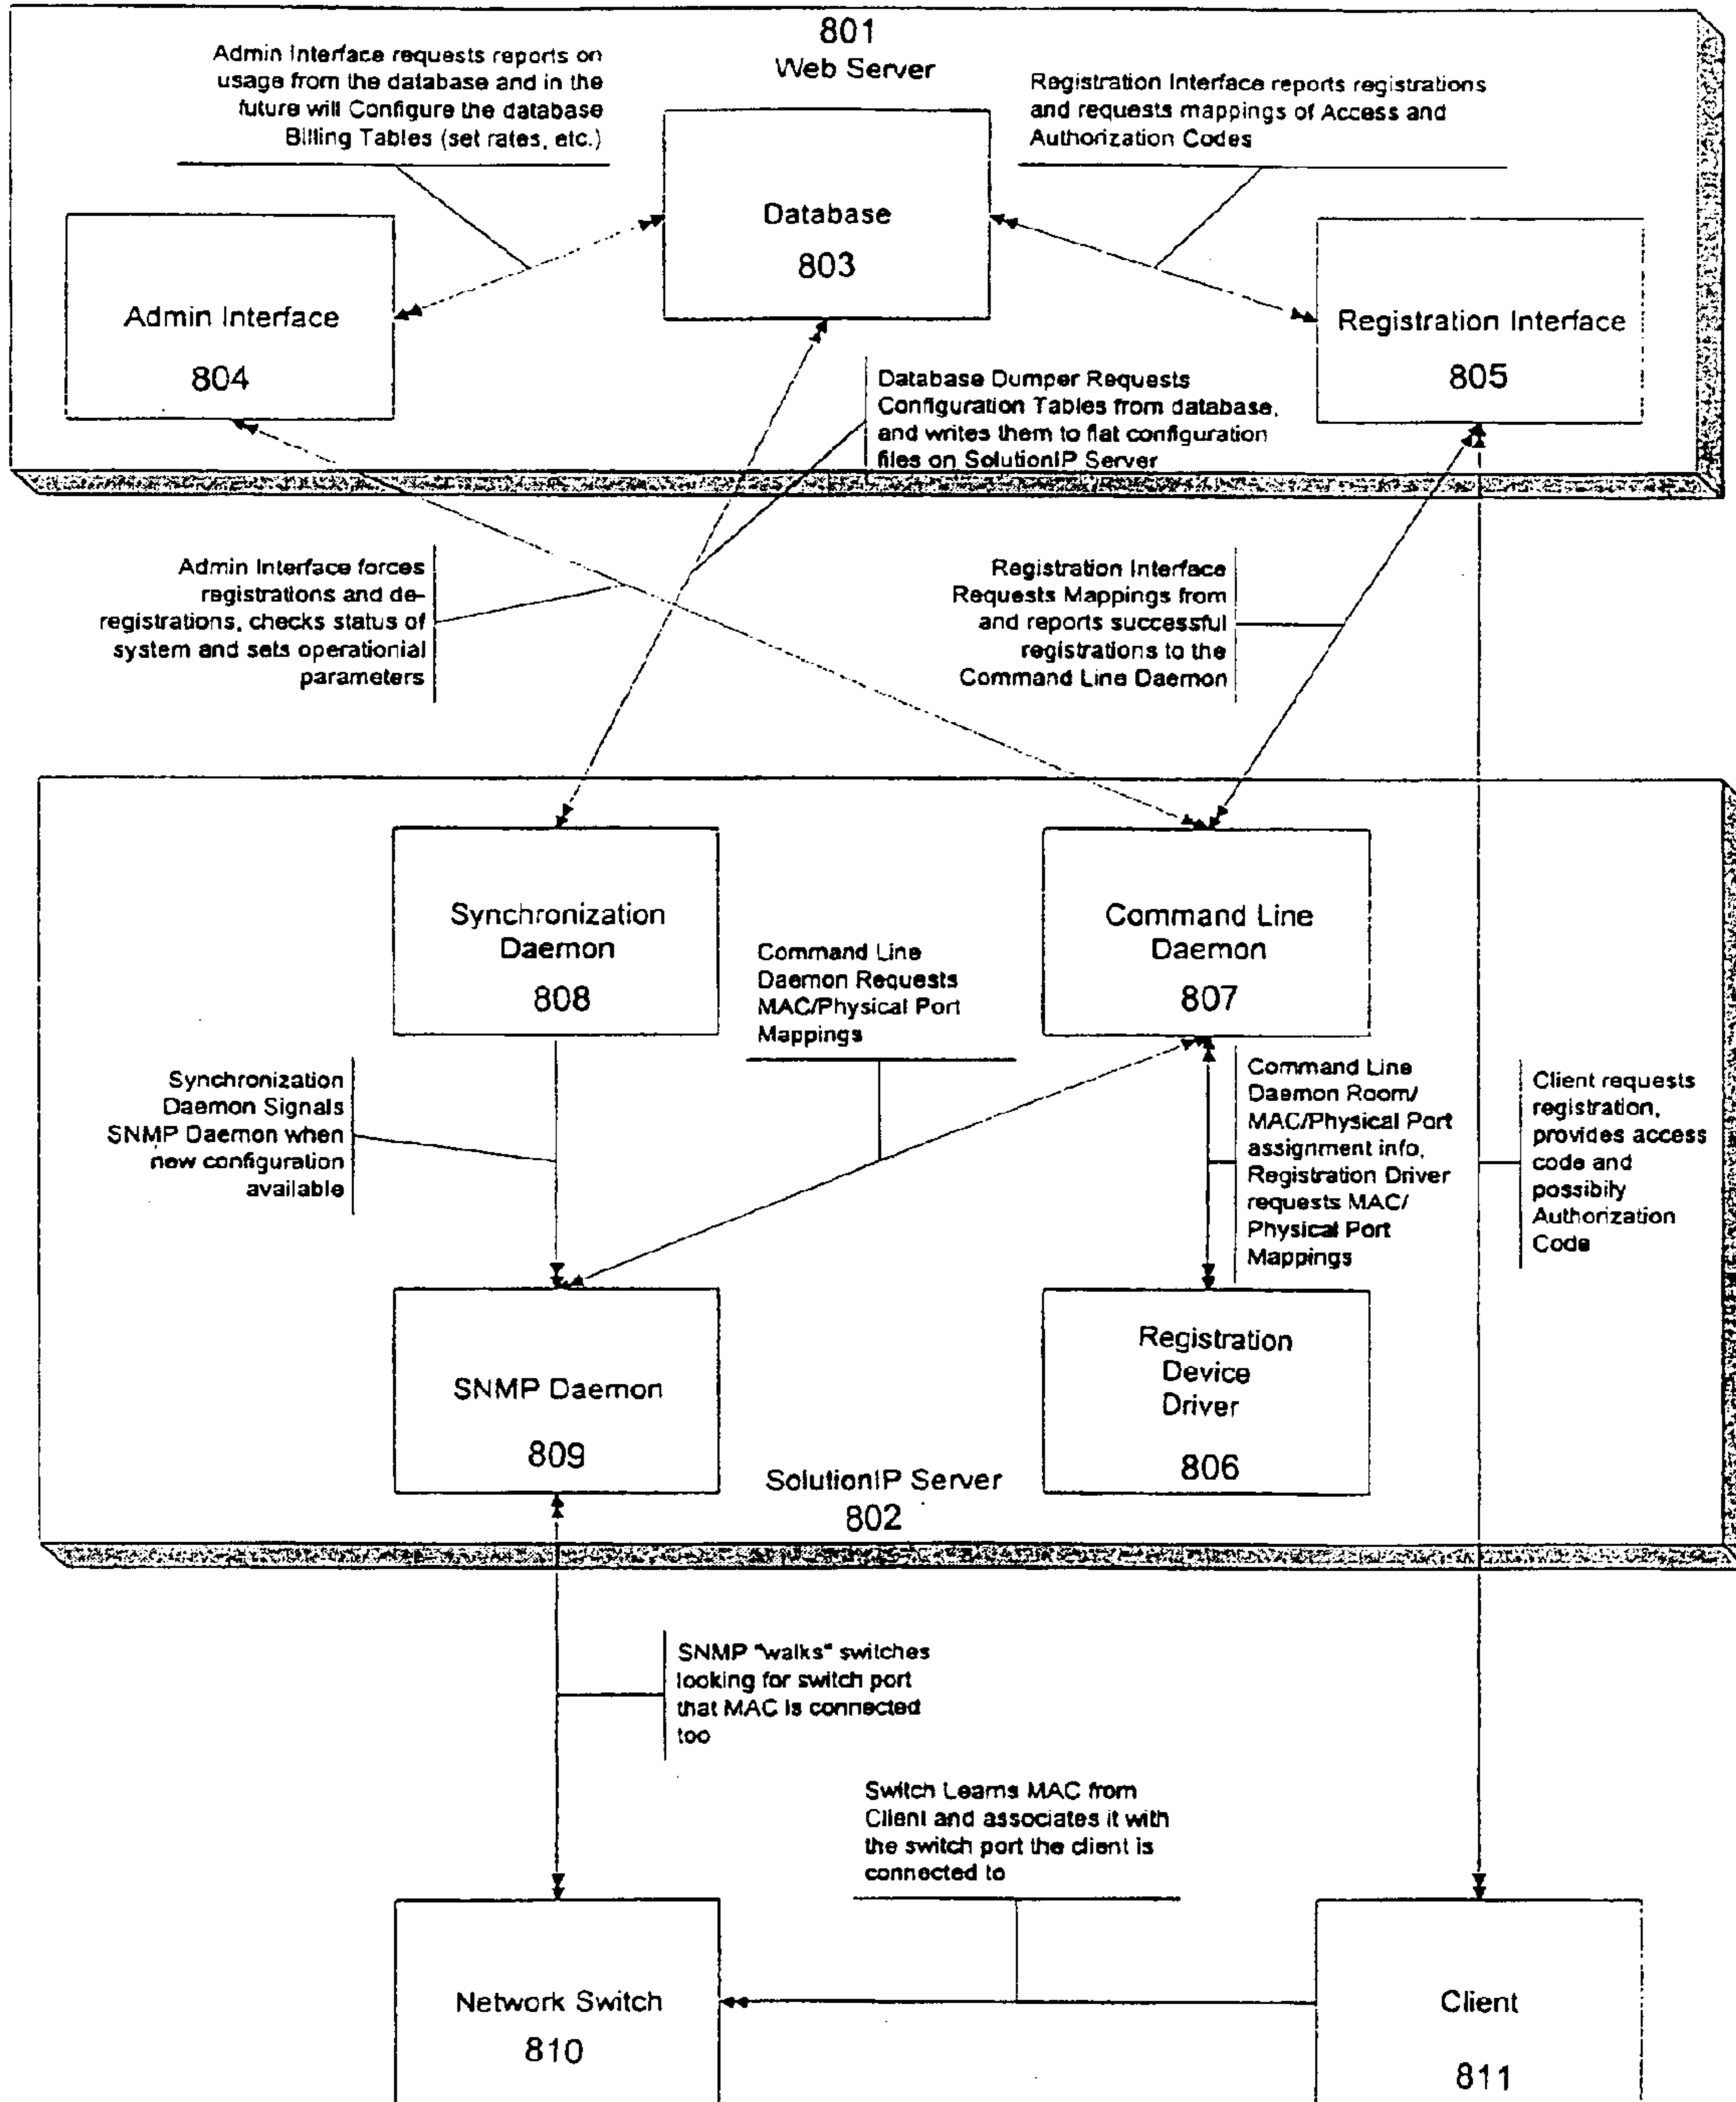 801
Web Server
Admin Interface requests reports on
usage from the database and in the
future will Configure the database
Billing Tables (set rates, etc.)
Registration Interface reports registrations
and requests mappings of Access and
Authorization Codes
Database
803
Admin Interface
804
Registration Interface
805
Database Dumper Requests
Configuration Tables from database,
and writes them to flat configuration
files on SolutionIP Server
Admin Interface forces
registrations and de-
registrations, checks status of
system and sets operationial
parameters
Registration Interface
Requests Mappings from
and reports successful
registrations to the
Command Line Daemon
Synchronization
Daemon
808
Command Line
Daemon Requests
MAC/Physical Port
Mappings
Command Line
Daemon
807
Synchronization
Daemon Signals
SNMP Daemon when
new configuration
available
Command Line
Daemon Room/
MAC/Physical Port
assignment info,
Registration Driver
requests MAC/
Physical Port
Mappings
Client requests
registration,
provides access
code and
possibily
Authorization
Code
SNMP Daemon
809
Registration
Device
Driver
806
SolutionIP Server
802
SNMP "walks" switches
looking for switch port
that MAC is connected
too
Switch Learns MAC from
Client and associates it with
the switch port the client is
connected to
Network Switch
810
Client
811